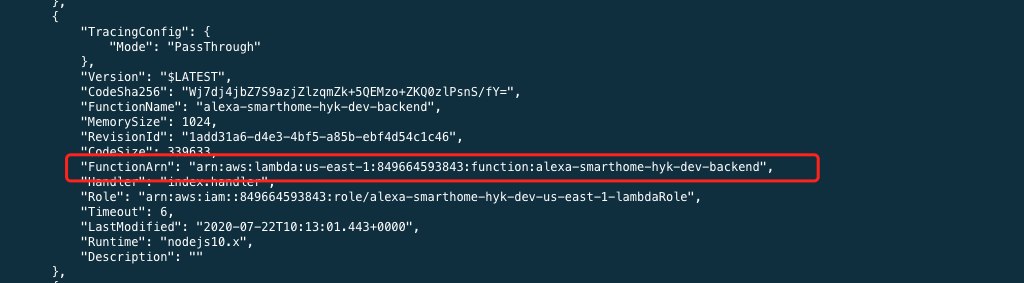 },
{
"TracingConfig": {
"Mode": "PassThrough"
},
"Version": "$LATEST",
"CodeSha256": "Wj7dj4jbZ7S9azjZlzqmZk+5QEMzo+ZKQ0zlPsnS/fY=",
"FunctionName": "alexa-smarthome-hyk-dev-backend",
"MemorySize": 1024,
"RevisionId": "1add31a6-d4e3-4bf5-a85b-ebf4d54c1c46",
"CodeSize": 339633,
"FunctionArn": "arn:aws:lambda:us-east-1:849664593843:function:alexa-smarthome-hyk-dev-backend",
"Handler": "index.handler",
"Role": "arn:aws:iam::849664593843:role/alexa-smarthome-hyk-dev-us-east-1-lambdaRole",
"Timeout": 6,
"LastModified": "2020-07-22T10:13:01.443+0000",
"Runtime": "nodejs10.x",
"Description": ""
},
{